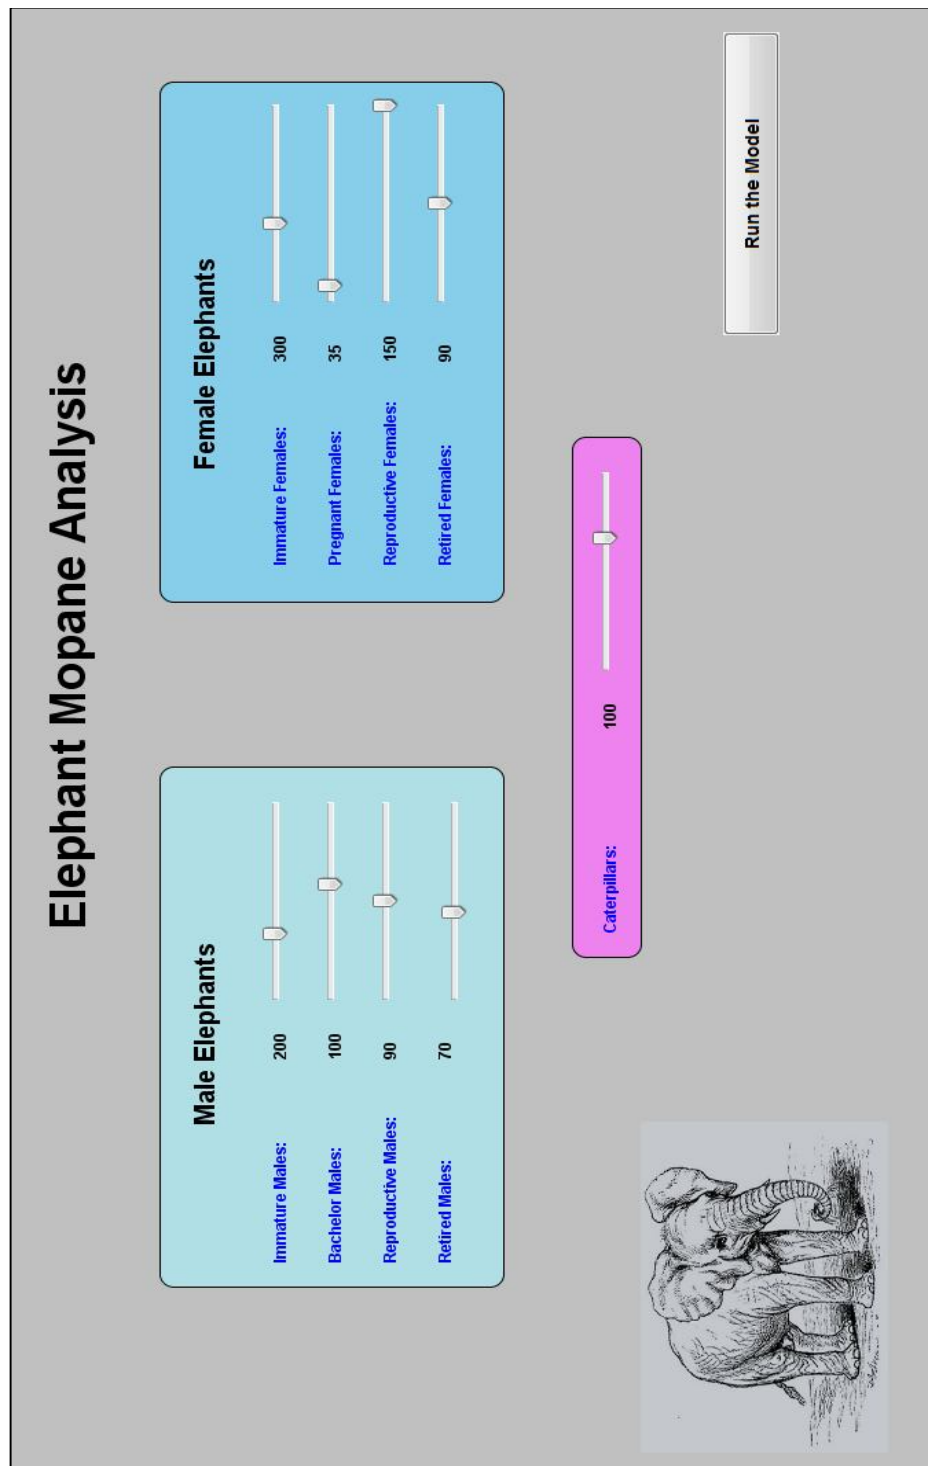 Elephant Mopane Analysis
Male Elephants
Immature Males: 200
Bachelor Males: 100
Reproductive Males: 90
Retired Males: 70
Female Elephants
Immature Females: 300
Pregnant Females: 35
Reproductive Females: 150
Retired Females: 90
Caterpillars: 100
Run the Model